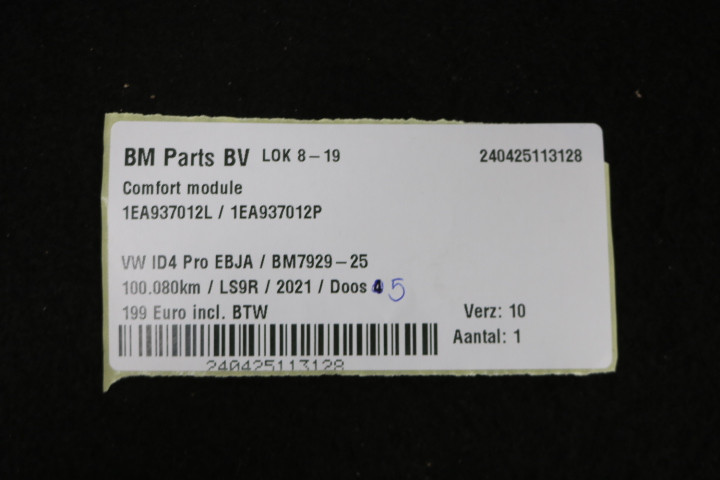 BM Parts BV LOK 8-19 240425113128
Comfort module
1EA937012L / 1EA937012P
VW ID4 Pro EBJA / BM7929-25
100.080km / LS9R / 2021 / Doos 4 5
199 Euro incl. BTW Verz: 10
Aantal: 1
240425113128